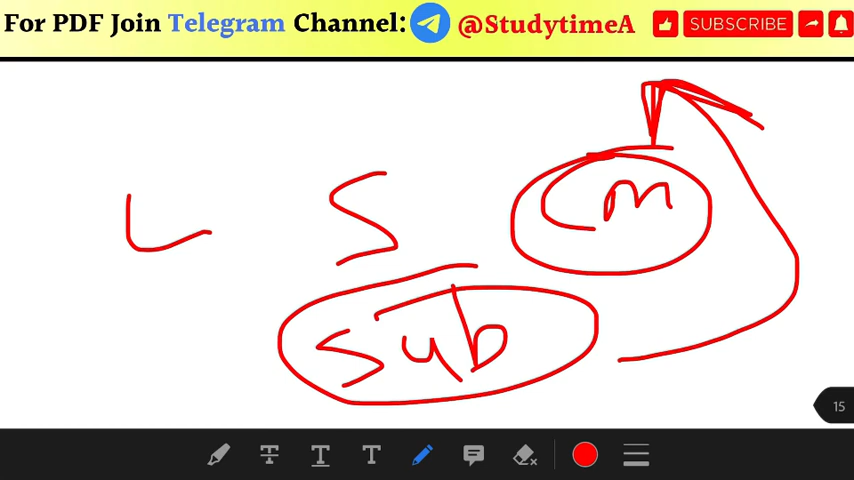 For PDF Join Telegram Channel: @StudytimeA SUBSCRIBE
L S CM
Sub
15
T T T